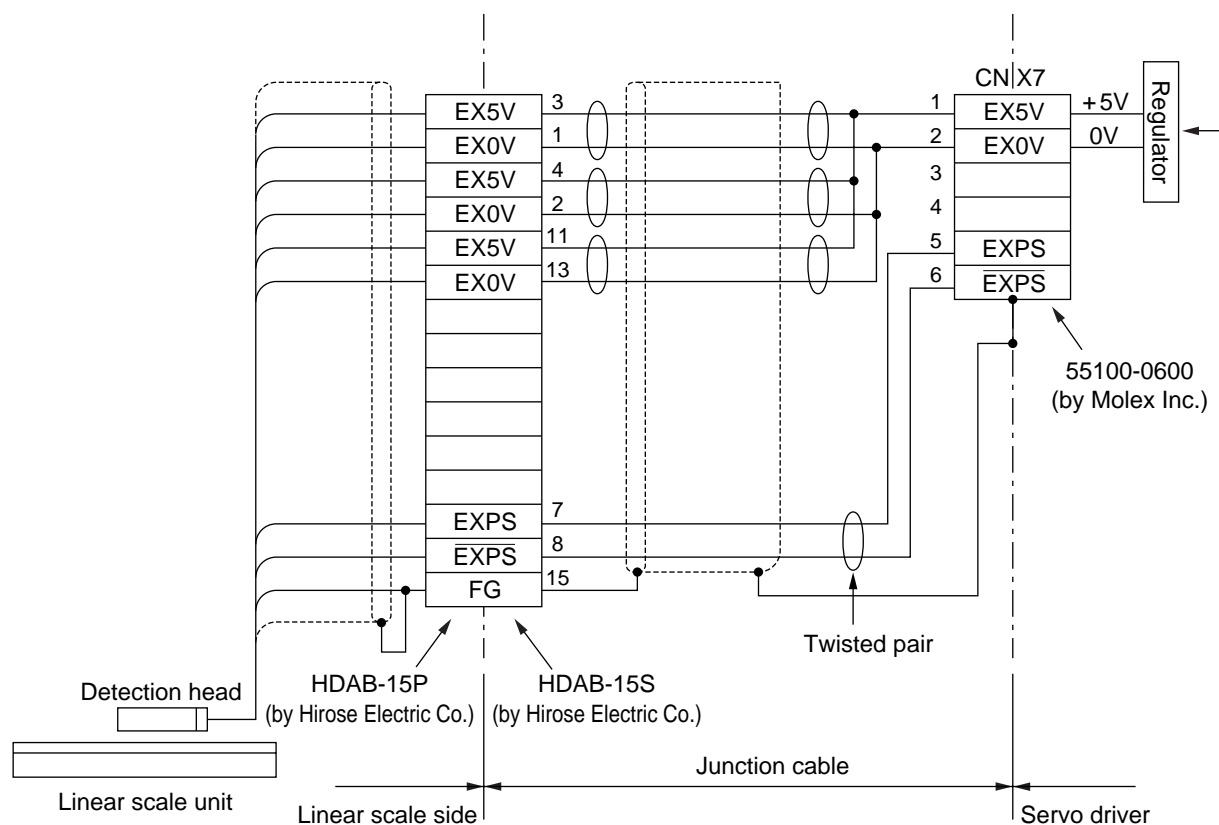 CN X7
3
EX5V
1
EX5V
+5V
1
EX0V
2
EX0V
0V
Regulator
4
EX5V
3
2
EX0V
4
11
EX5V
5
EXPS
13
EX0V
6
EXPS
55100-0600
(by Molex Inc.)
7
EXPS
8
EXPS
15
FG
Twisted pair
HDAB-15P
(by Hirose Electric Co.)
HDAB-15S
(by Hirose Electric Co.)
Detection head
Linear scale unit
Junction cable
Linear scale side
Servo driver